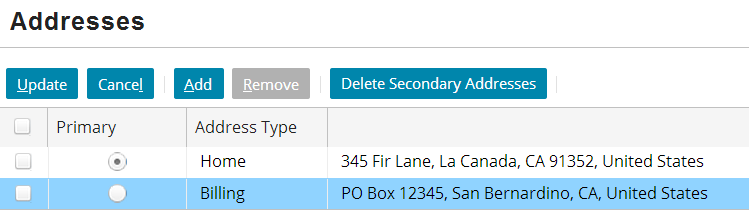 Addresses
Update Cancel Add Remove Delete Secondary Addresses
Primary Address Type
Home 345 Fir Lane, La Canada, CA 91352, United States
Billing PO Box 12345, San Bernardino, CA, United States